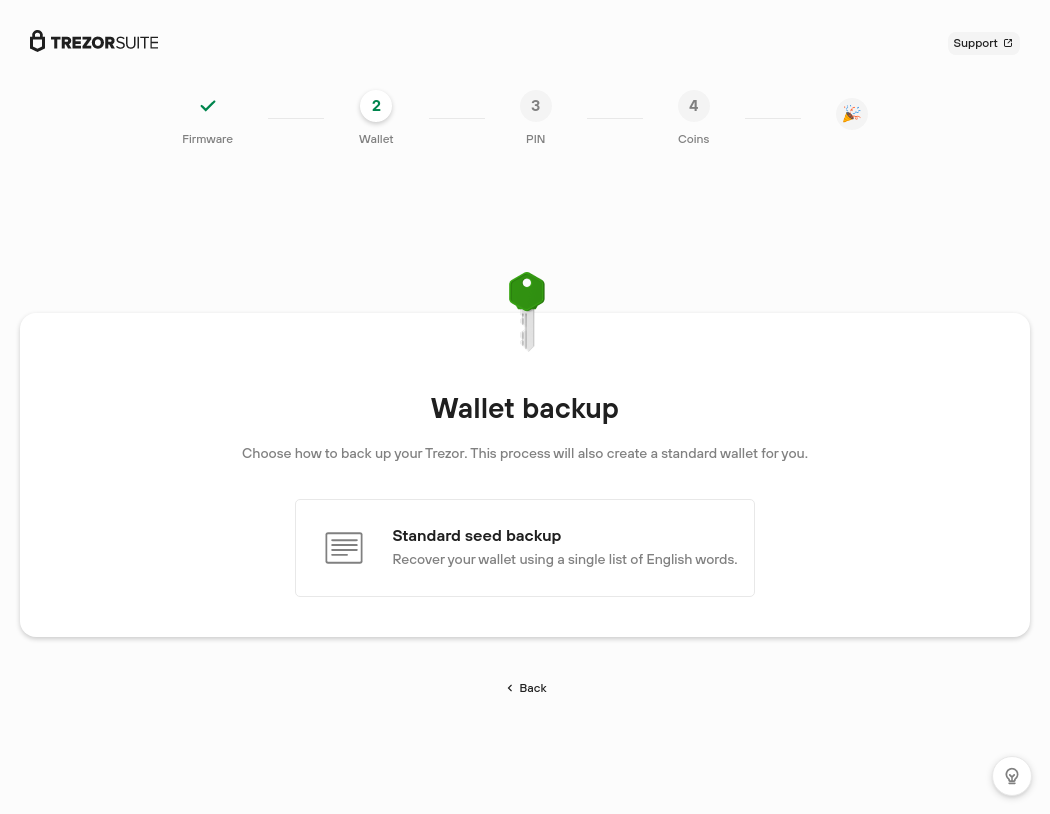 TREZORSUITE
Support
2
3
4
Firmware
Wallet
PIN
Coins
Wallet backup
Choose how to back up your Trezor. This process will also create a standard wallet for you.
Standard seed backup
Recover your wallet using a single list of English words.
Back